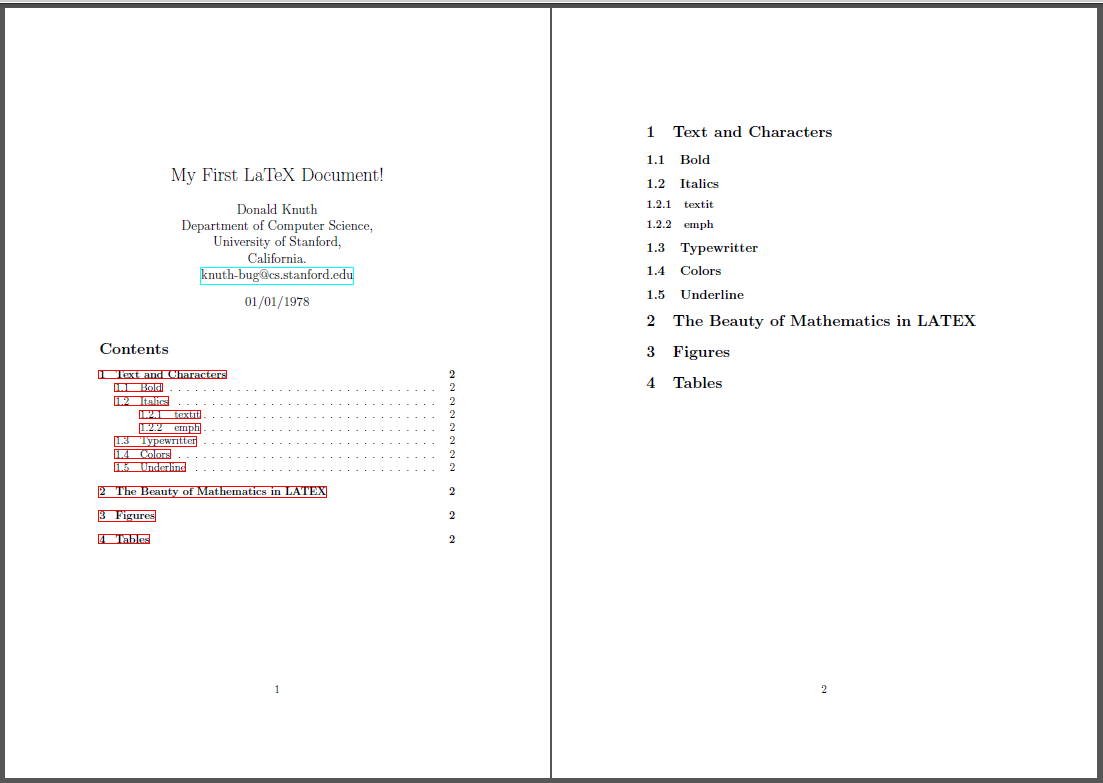 My First LaTeX Document!
Donald Knuth
Department of Computer Science,
University of Stanford,
California.
knuth-bug@cs.stanford.edu
01/01/1978
Contents
1 Text and Characters 2
1.1 Bold . . . . . . . . . . . . . . . . . . . . . . . . . . . . . . . . 2
1.2 Italics . . . . . . . . . . . . . . . . . . . . . . . . . . . . . . . 2
1.2.1 textit . . . . . . . . . . . . . . . . . . . . . . . . . . . . 2
1.2.2 emph . . . . . . . . . . . . . . . . . . . . . . . . . . . . 2
1.3 Typewritter . . . . . . . . . . . . . . . . . . . . . . . . . . . . 2
1.4 Colors . . . . . . . . . . . . . . . . . . . . . . . . . . . . . . . 2
1.5 Underline . . . . . . . . . . . . . . . . . . . . . . . . . . . . . 2
2 The Beauty of Mathematics in LATEX 2
3 Figures 2
4 Tables 2
1
1 Text and Characters
1.1 Bold
1.2 Italics
1.2.1 textit
1.2.2 emph
1.3 Typewritter
1.4 Colors
1.5 Underline
2 The Beauty of Mathematics in LATEX
3 Figures
4 Tables
2